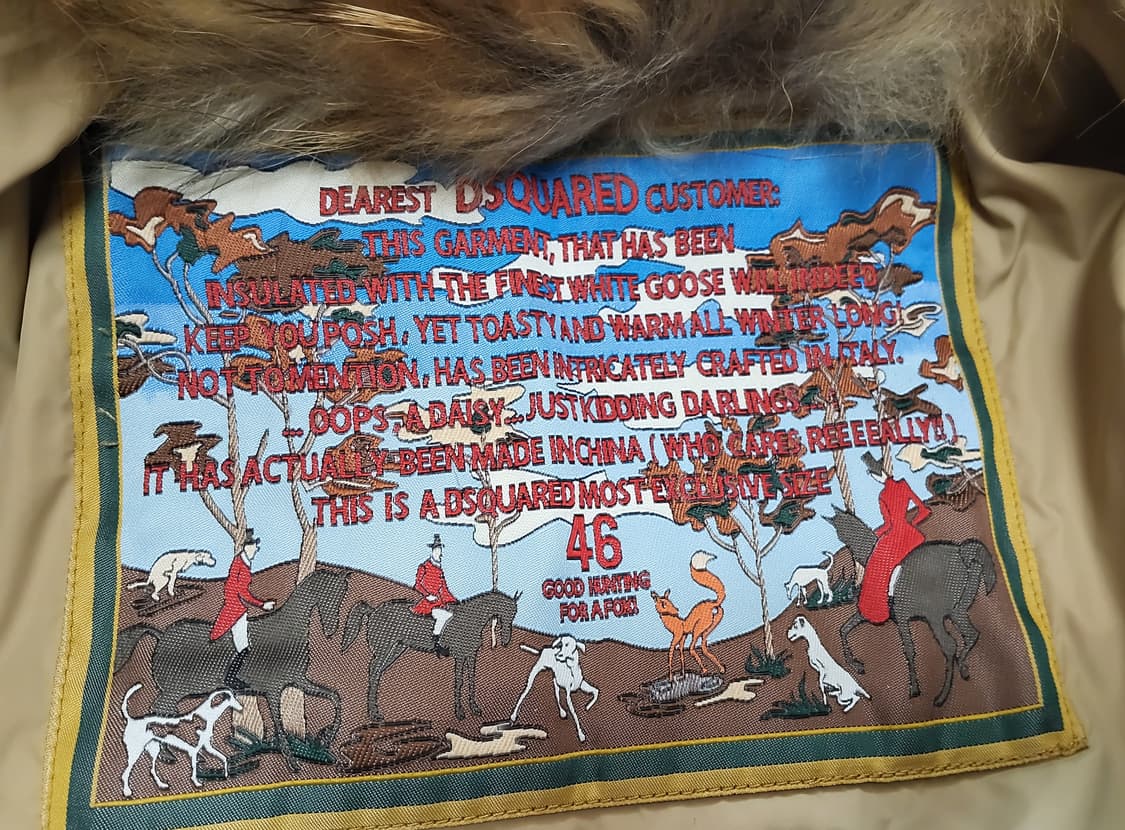 DEAREST DSQUARED CUSTOMER:
THIS GARMENT, THAT HAS BEEN
INSULATED WITH THE FINEST WHITE GOOSE WILL INDEED
KEEP YOU POSH, YET TOASTY AND WARM ALL WINTER LONG!
NOT TO MENTION, HAS BEEN INTRICATELY CRAFTED IN ITALY.
... OOPS-A DAISY... JUST KIDDING DARLINGS
IT HAS ACTUALLY BEEN MADE IN CHINA (WHO CARES REEEEALLY!!)
THIS IS A DSQUARED MOST EXCLUSIVE SIZE
46
GOOD HUNTING
FOR A FOX!